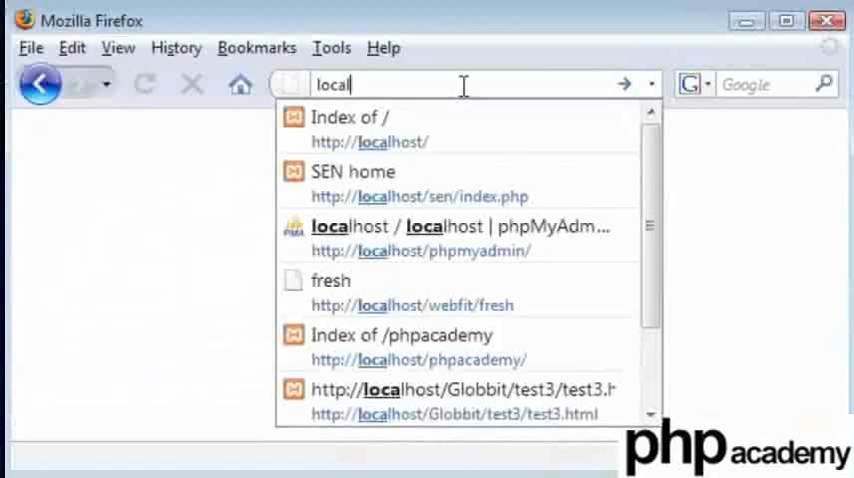 Mozilla Firefox
File Edit View History Bookmarks Tools Help
local
Google
Index of /
http://localhost/
SEN home
http://localhost/sen/index.php
localhost / localhost | phpMyAdm...
http://localhost/phpmyadmin/
fresh
http://localhost/webfit/fresh
Index of /phpacademy
http://localhost/phpacademy/
http://localhost/Globbit/test3/test3.h
http://localhost/Globbit/test3/test3.html
php academy